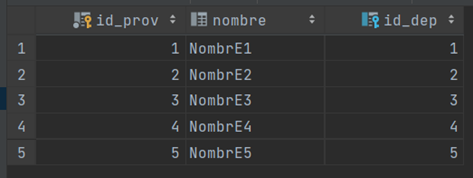 id_prov nombre id_dep
1 1 NombrE1 1
2 2 NombrE2 2
3 3 NombrE3 3
4 4 NombrE4 4
5 5 NombrE5 5